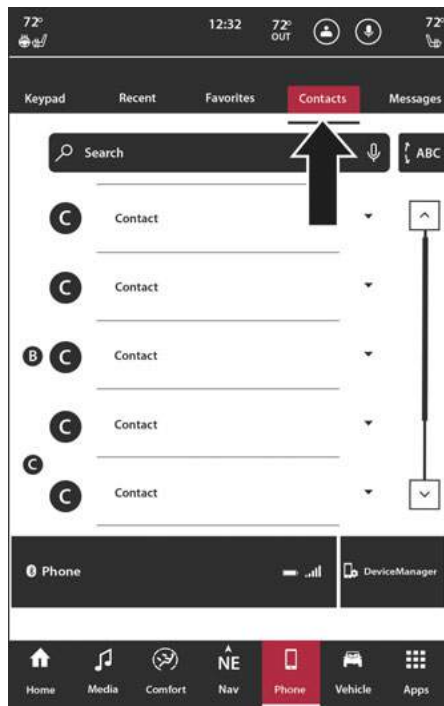 72° 12:32 72° OUT 72°
Keypad Recent Favorites Contacts Messages
Search ABC
C Contact
C Contact
B C Contact
C Contact
C
C Contact
Phone DeviceManager
NE
Home Media Comfort Nav Phone Vehicle Apps